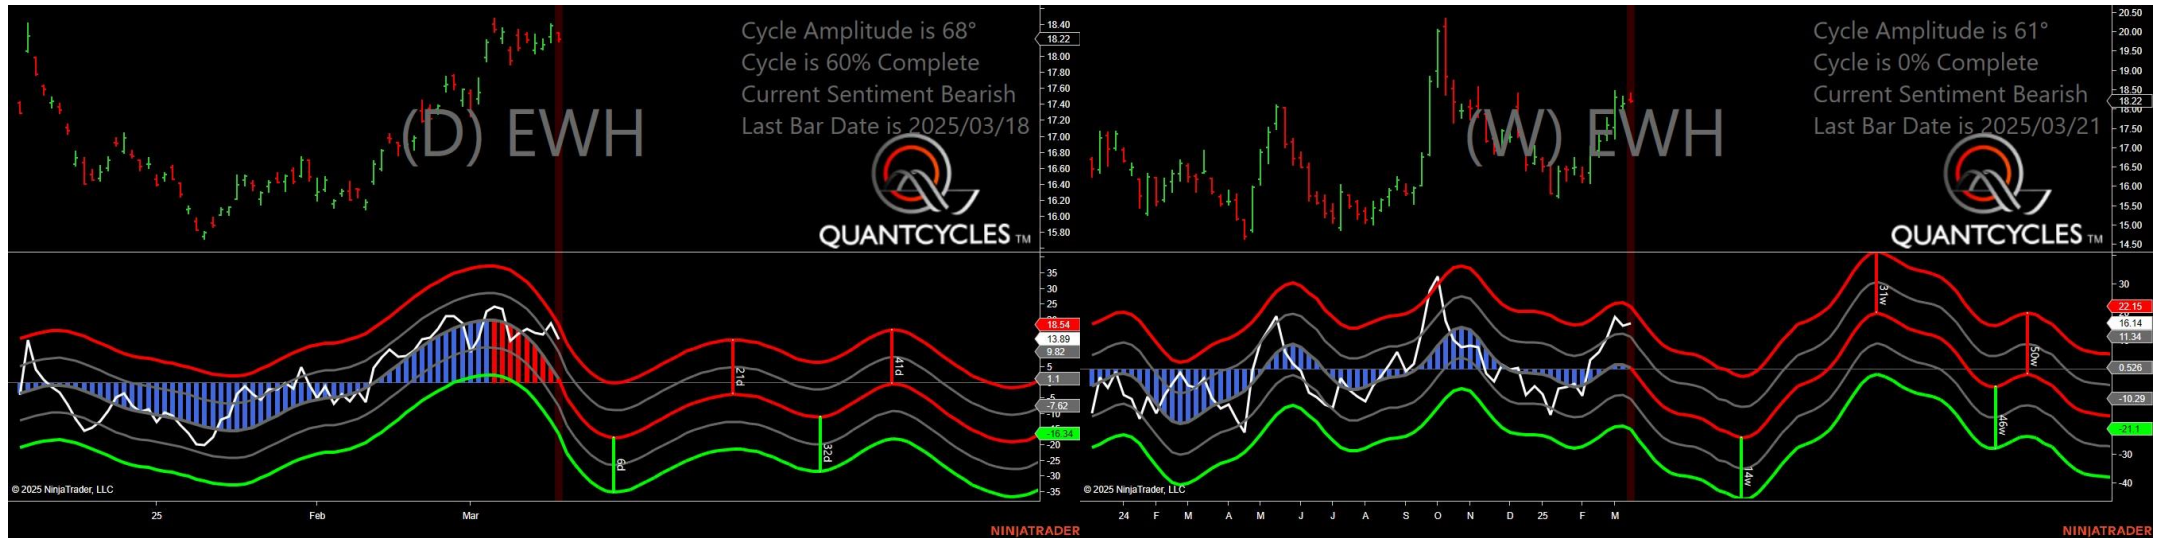 Cycle Amplitude is 68°
Cycle is 60% Complete
Current Sentiment Bearish
Last Bar Date is 2025/03/18
(D) EWH
QUANTCYCLES TM
18.40
18.22
18.00
17.80
17.60
17.40
17.20
17.00
16.80
16.60
16.40
16.20
16.00
15.80
35
30
25
18.54
13.89
9.82
5
1.1
-7.62
-10
-16.34
-20
-25
-30
-35
21d
41d
6d
32d
© 2025 NinjaTrader, LLC
25 Feb Mar
NINJATRADER
Cycle Amplitude is 61°
Cycle is 0% Complete
Current Sentiment Bearish
Last Bar Date is 2025/03/21
(W) EWH
QUANTCYCLES TM
20.50
20.00
19.50
19.00
18.50
18.22
18.00
17.50
17.00
16.50
16.00
15.50
15.00
14.50
30
22.15
16.14
11.34
0.526
-10.29
-21.1
-30
-40
31w
50w
14w
46w
© 2025 NinjaTrader, LLC
24 F M A M J J A S O N D 25 F M
NINJATRADER